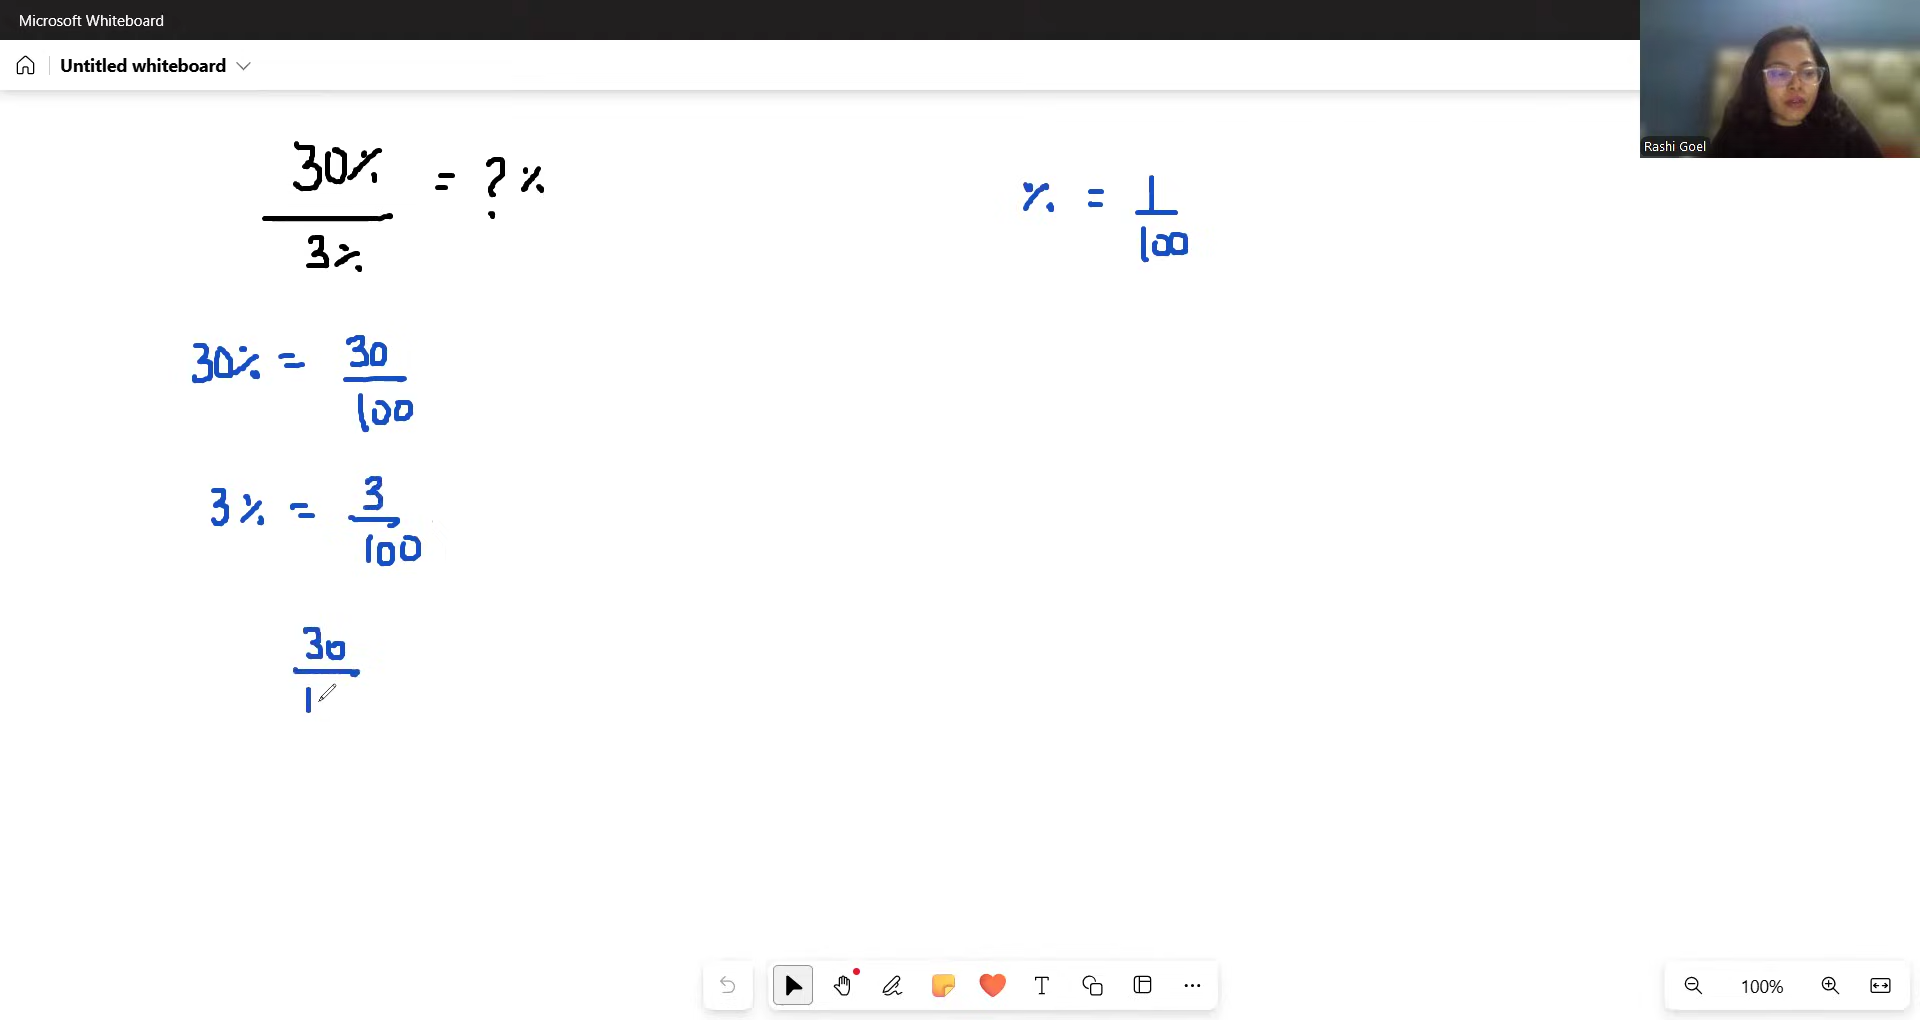 Microsoft Whiteboard
Untitled whiteboard
Rashi Goel
30% / 3% = ?%
% = 1/100
30% = 30/100
3% = 3/100
30/1
100%